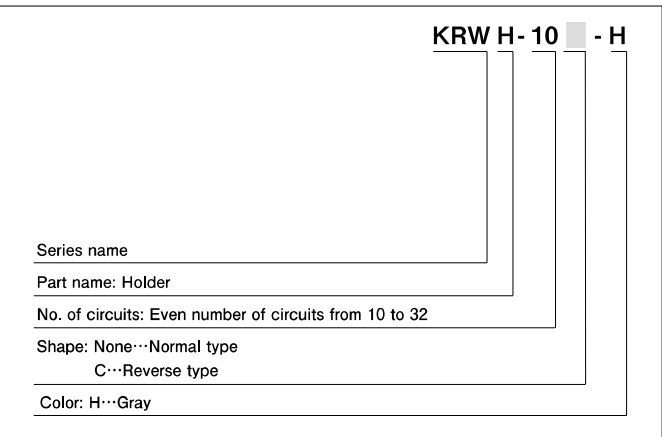 KRW H - 10 - H
Series name
Part name: Holder
No. of circuits: Even number of circuits from 10 to 32
Shape: None···Normal type
C···Reverse type
Color: H···Gray